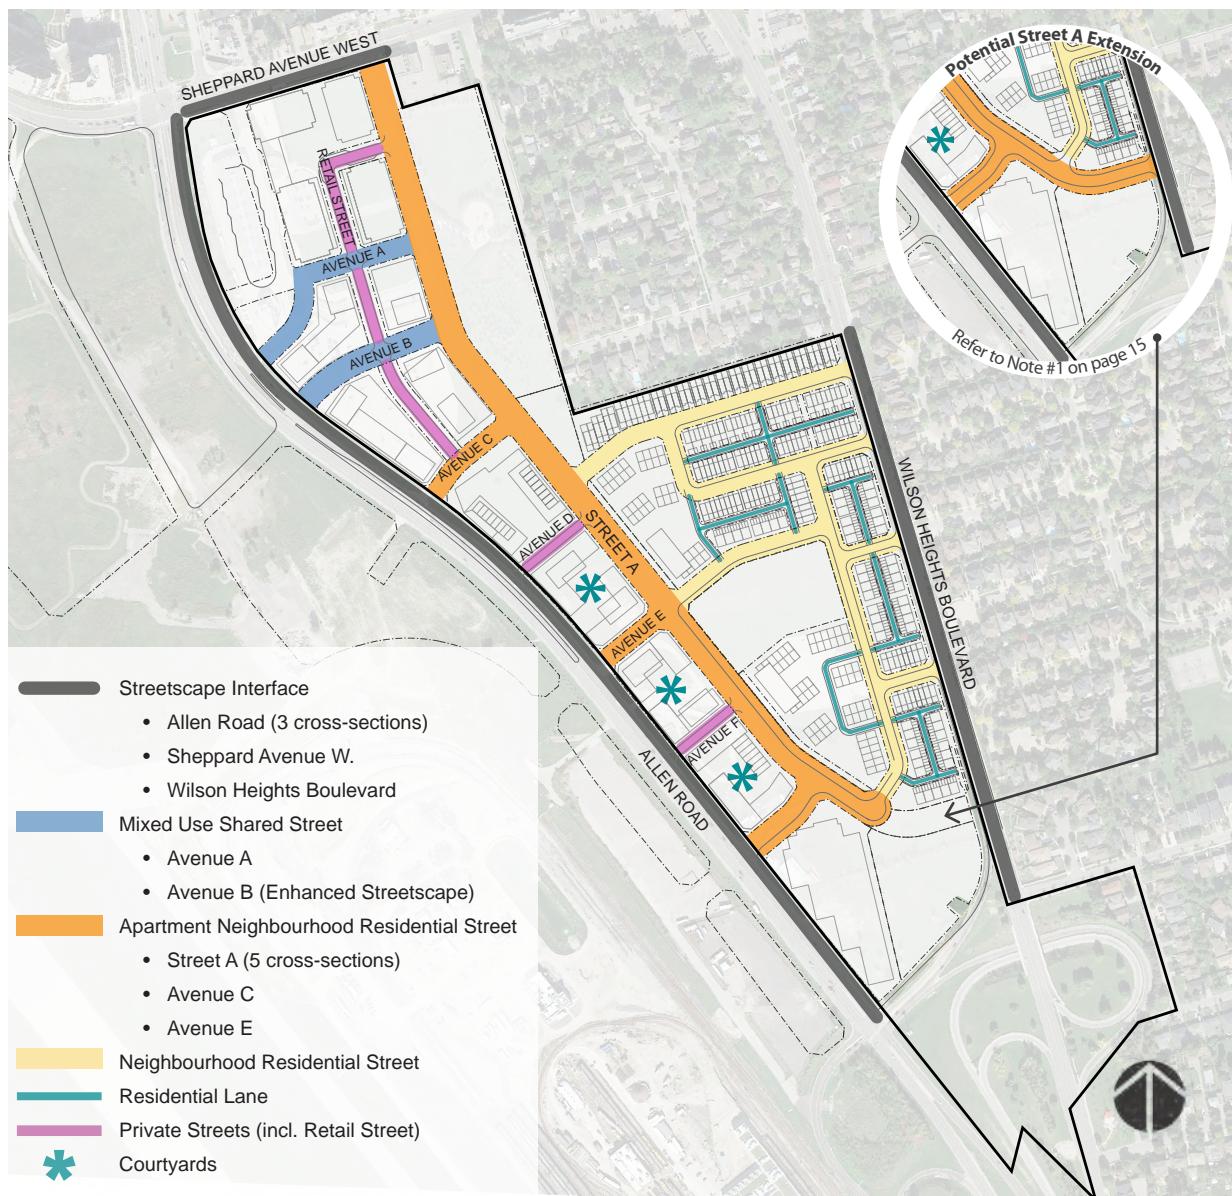 SHEPPARD AVENUE WEST
Potential Street A Extension
RETAIL STREET
AVENUE A
AVENUE B
Refer to Note #1 on page 15
AVENUE C
WILSON HEIGHTS BOULEVARD
AVENUE D
STREET A
AVENUE E
AVENUE F
ALLEN ROAD
Streetscape Interface
• Allen Road (3 cross-sections)
• Sheppard Avenue W.
• Wilson Heights Boulevard
Mixed Use Shared Street
• Avenue A
• Avenue B (Enhanced Streetscape)
Apartment Neighbourhood Residential Street
• Street A (5 cross-sections)
• Avenue C
• Avenue E
Neighbourhood Residential Street
Residential Lane
Private Streets (incl. Retail Street)
Courtyards